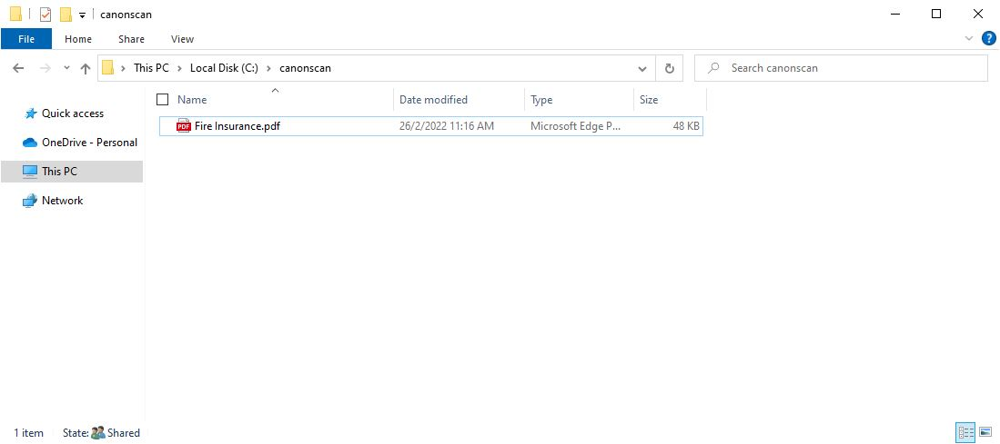 canonscan
File Home Share View
This PC Local Disk (C:) canonscan
Search canonscan
Name Date modified Type Size
Quick access
Fire Insurance.pdf 26/2/2022 11:16 AM Microsoft Edge P... 48 KB
PDF
OneDrive - Personal
This PC
Network
1 item State: Shared